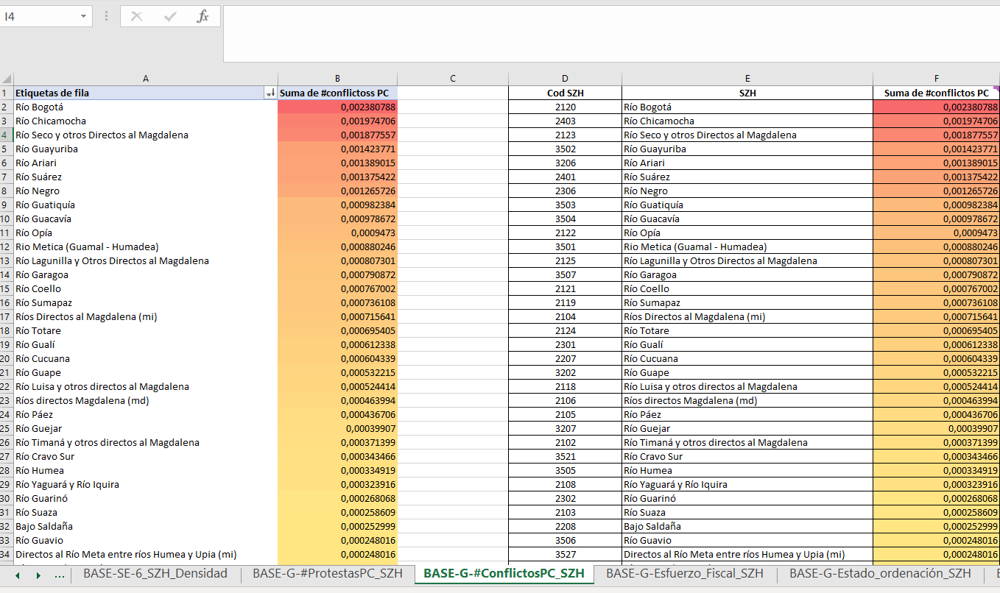 I4 fx
A B C D E F
1 Etiquetas de fila Suma de #conflictoss PC Cod SZH SZH Suma de #conflictos PC
2 Río Bogotá 0,002380788 2120 Río Bogotá 0,002380788
3 Río Chicamocha 0,001974706 2403 Río Chicamocha 0,001974706
4 Río Seco y otros Directos al Magdalena 0,001877557 2123 Río Seco y otros Directos al Magdalena 0,001877557
5 Río Guayuriba 0,001423771 3502 Río Guayuriba 0,001423771
6 Río Ariari 0,001389015 3206 Río Ariari 0,001389015
7 Río Suárez 0,001375422 2401 Río Suárez 0,001375422
8 Río Negro 0,001265726 2306 Río Negro 0,001265726
9 Río Guatiquía 0,000982384 3503 Río Guatiquía 0,000982384
10 Río Guacavía 0,000978672 3504 Río Guacavía 0,000978672
11 Río Opía 0,0009473 2122 Río Opía 0,0009473
12 Rio Metica (Guamal - Humadea) 0,000880246 3501 Rio Metica (Guamal - Humadea) 0,000880246
13 Río Lagunilla y Otros Directos al Magdalena 0,000807301 2125 Río Lagunilla y Otros Directos al Magdalena 0,000807301
14 Río Garagoa 0,000790872 3507 Río Garagoa 0,000790872
15 Río Coello 0,000767002 2121 Río Coello 0,000767002
16 Río Sumapaz 0,000736108 2119 Río Sumapaz 0,000736108
17 Ríos Directos al Magdalena (mi) 0,000715641 2104 Ríos Directos al Magdalena (mi) 0,000715641
18 Río Totare 0,000695405 2124 Río Totare 0,000695405
19 Río Gualí 0,000612338 2301 Río Gualí 0,000612338
20 Río Cucuana 0,000604339 2207 Río Cucuana 0,000604339
21 Río Guape 0,000532215 3202 Río Guape 0,000532215
22 Río Luisa y otros directos al Magdalena 0,000524414 2118 Río Luisa y otros directos al Magdalena 0,000524414
23 Ríos directos Magdalena (md) 0,000463994 2106 Ríos directos Magdalena (md) 0,000463994
24 Río Páez 0,000436706 2105 Río Páez 0,000436706
25 Río Guejar 0,00039907 3207 Río Guejar 0,00039907
26 Río Timaná y otros directos al Magdalena 0,000371399 2102 Río Timaná y otros directos al Magdalena 0,000371399
27 Río Cravo Sur 0,000343466 3521 Río Cravo Sur 0,000343466
28 Río Humea 0,000334919 3505 Río Humea 0,000334919
29 Río Yaguará y Río Iquira 0,000323916 2108 Río Yaguará y Río Iquira 0,000323916
30 Río Guarinó 0,000268068 2302 Río Guarinó 0,000268068
31 Río Suaza 0,000258609 2103 Río Suaza 0,000258609
32 Bajo Saldaña 0,000252999 2208 Bajo Saldaña 0,000252999
33 Río Guavio 0,000248016 3506 Río Guavio 0,000248016
34 Directos al Río Meta entre ríos Humea y Upia (mi) 0,000248016 3527 Directos al Río Meta entre ríos Humea y Upia (mi) 0,000248016
... BASE-SE-6_SZH_Densidad BASE-G-#ProtestasPC_SZH BASE-G-#ConflictosPC_SZH BASE-G-Esfuerzo_Fiscal_SZH BASE-G-Estado_ordenación_SZH